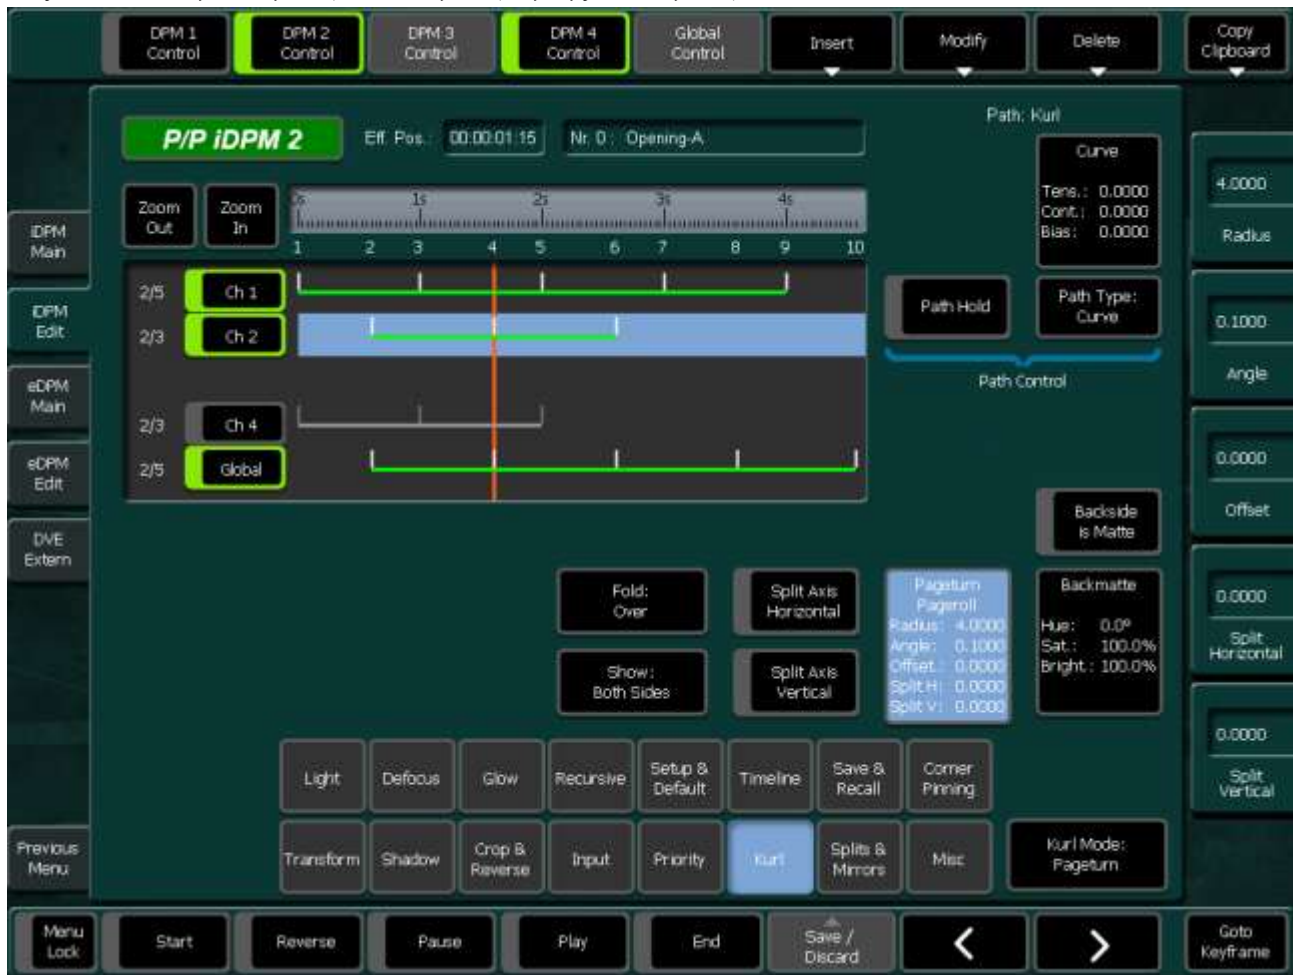 DPM 1
Control
DPM 2
Control
DPM 3
Control
DPM 4
Control
Global
Control
Insert
Modify
Delete
Copy
Clipboard
P/P iDPM 2
Eff. Pos.: 00:00:01:15
Nr. 0 : Opening-A
Path: Kurl
Zoom
Out
Zoom
In
0s 1s 2s 3s 4s
1 2 3 4 5 6 7 8 9 10
2/5 Ch 1
2/3 Ch 2
2/3 Ch 4
2/5 Global
Curve
Tens.: 0.0000
Cont.: 0.0000
Bias: 0.0000
Path Hold
Path Type:
Curve
Path Control
iDPM
Main
iDPM
Edit
eDPM
Main
eDPM
Edit
DVE
Extern
Previous
Menu
4.0000
Radius
0.1000
Angle
0.0000
Offset
0.0000
Split
Horizontal
0.0000
Split
Vertical
Backside
is Matte
Fold:
Over
Split Axis
Horizontal
Pageturn
Pageroll
Radius: 4.0000
Angle: 0.1000
Offset: 0.0000
Split H: 0.0000
Split V: 0.0000
Backmatte
Hue: 0.0º
Sat.: 100.0%
Bright.: 100.0%
Show:
Both Sides
Split Axis
Vertical
Light
Defocus
Glow
Recursive
Setup &
Default
Timeline
Save &
Recall
Corner
Pinning
Transform
Shadow
Crop &
Reverse
Input
Priority
Kurl
Splits &
Mirrors
Misc
Kurl Mode:
Pageturn
Menu
Lock
Start
Reverse
Pause
Play
End
Save /
Discard
<
>
Goto
Keyframe